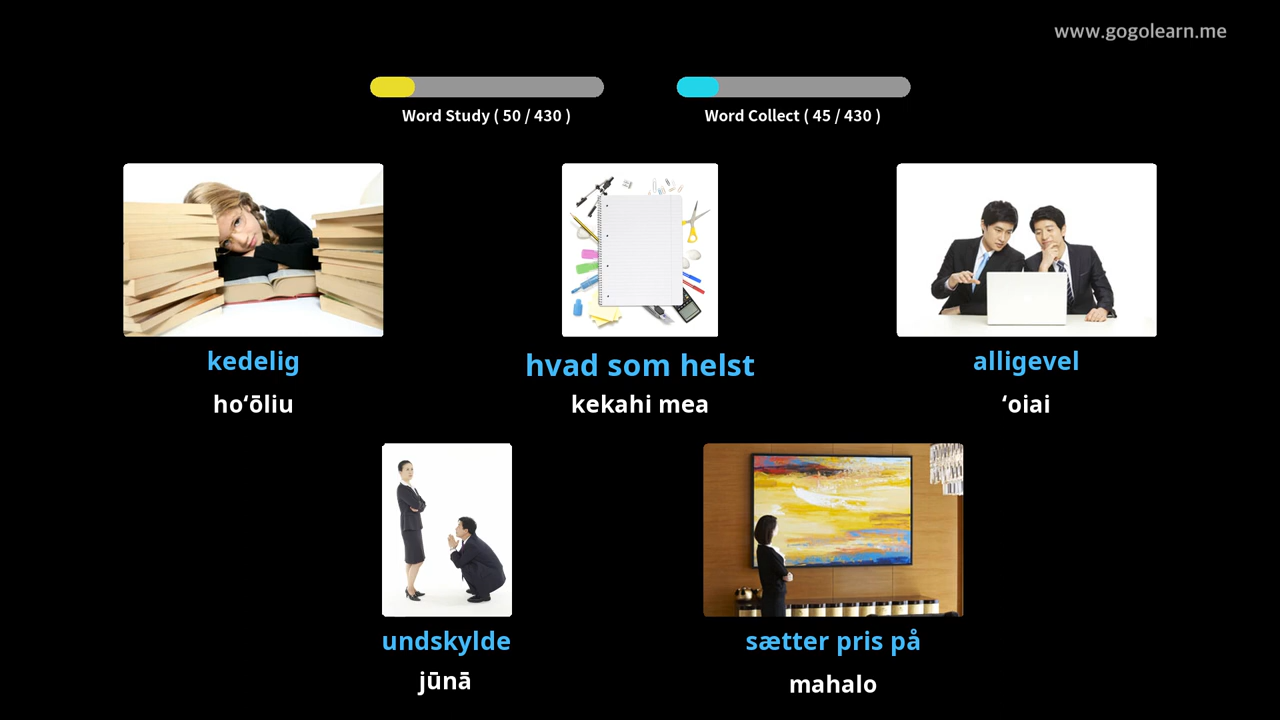 www.gogolearn.me
Word Study ( 50 / 430 )
Word Collect ( 45 / 430 )
kedelig
hoʻōliu
hvad som helst
kekahi mea
alligevel
ʻoiai
undskylde
jūnā
sætter pris på
mahalo